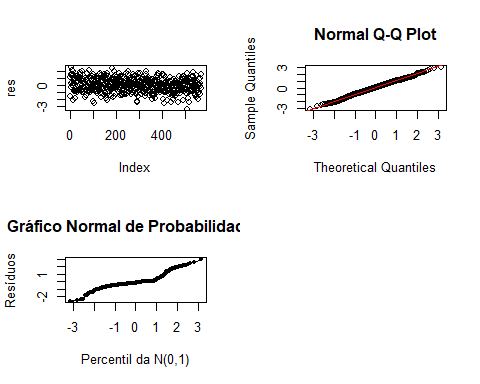 res
0
-3
0
200
400
Index
Normal Q-Q Plot
Sample Quantiles
3
0
-3
-3
-1
0
1
2
3
Theoretical Quantiles
Gráfico Normal de Probabilidad
Resíduos
1
-2
-3
-1
0
1
2
3
Percentil da N(0,1)